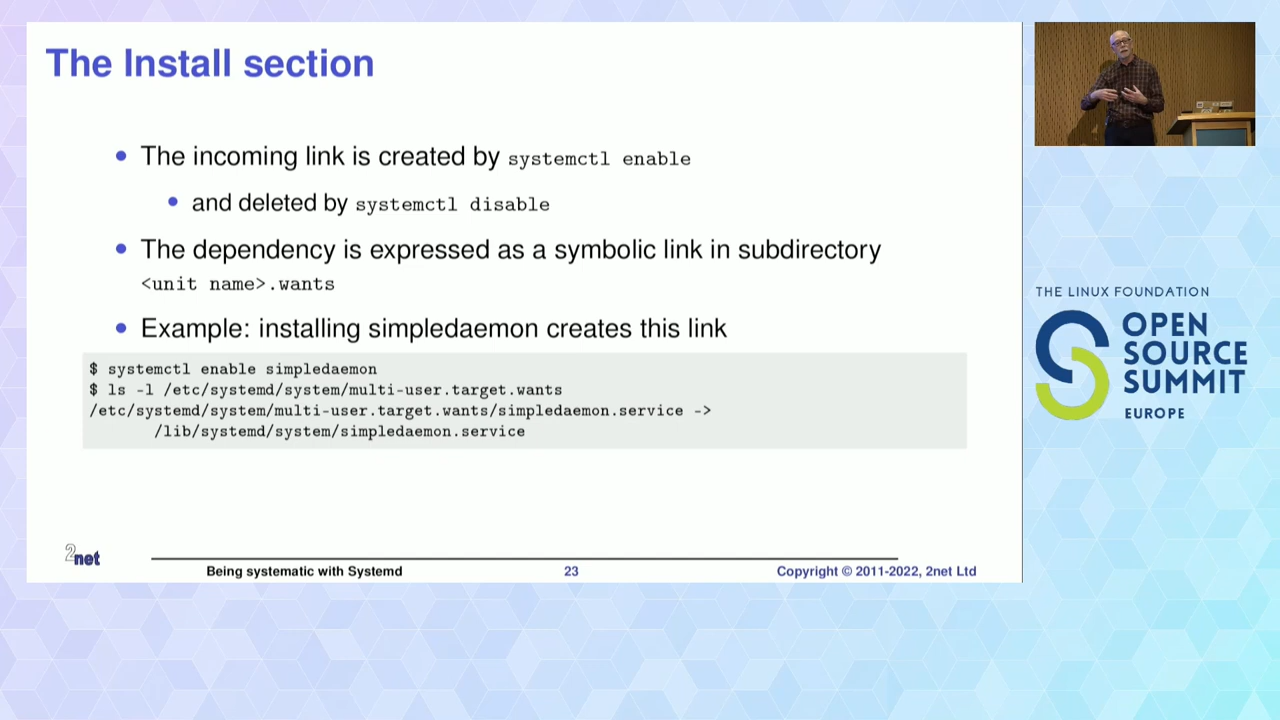 The Install section
• The incoming link is created by systemctl enable
• and deleted by systemctl disable
• The dependency is expressed as a symbolic link in subdirectory
<unit name>.wants
• Example: installing simpledaemon creates this link
$ systemctl enable simpledaemon
$ ls -l /etc/systemd/system/multi-user.target.wants
/etc/systemd/system/multi-user.target.wants/simpledaemon.service ->
/lib/systemd/system/simpledaemon.service
2net
Being systematic with Systemd
23
Copyright © 2011-2022, 2net Ltd
THE LINUX FOUNDATION
OPEN
SOURCE
SUMMIT
EUROPE